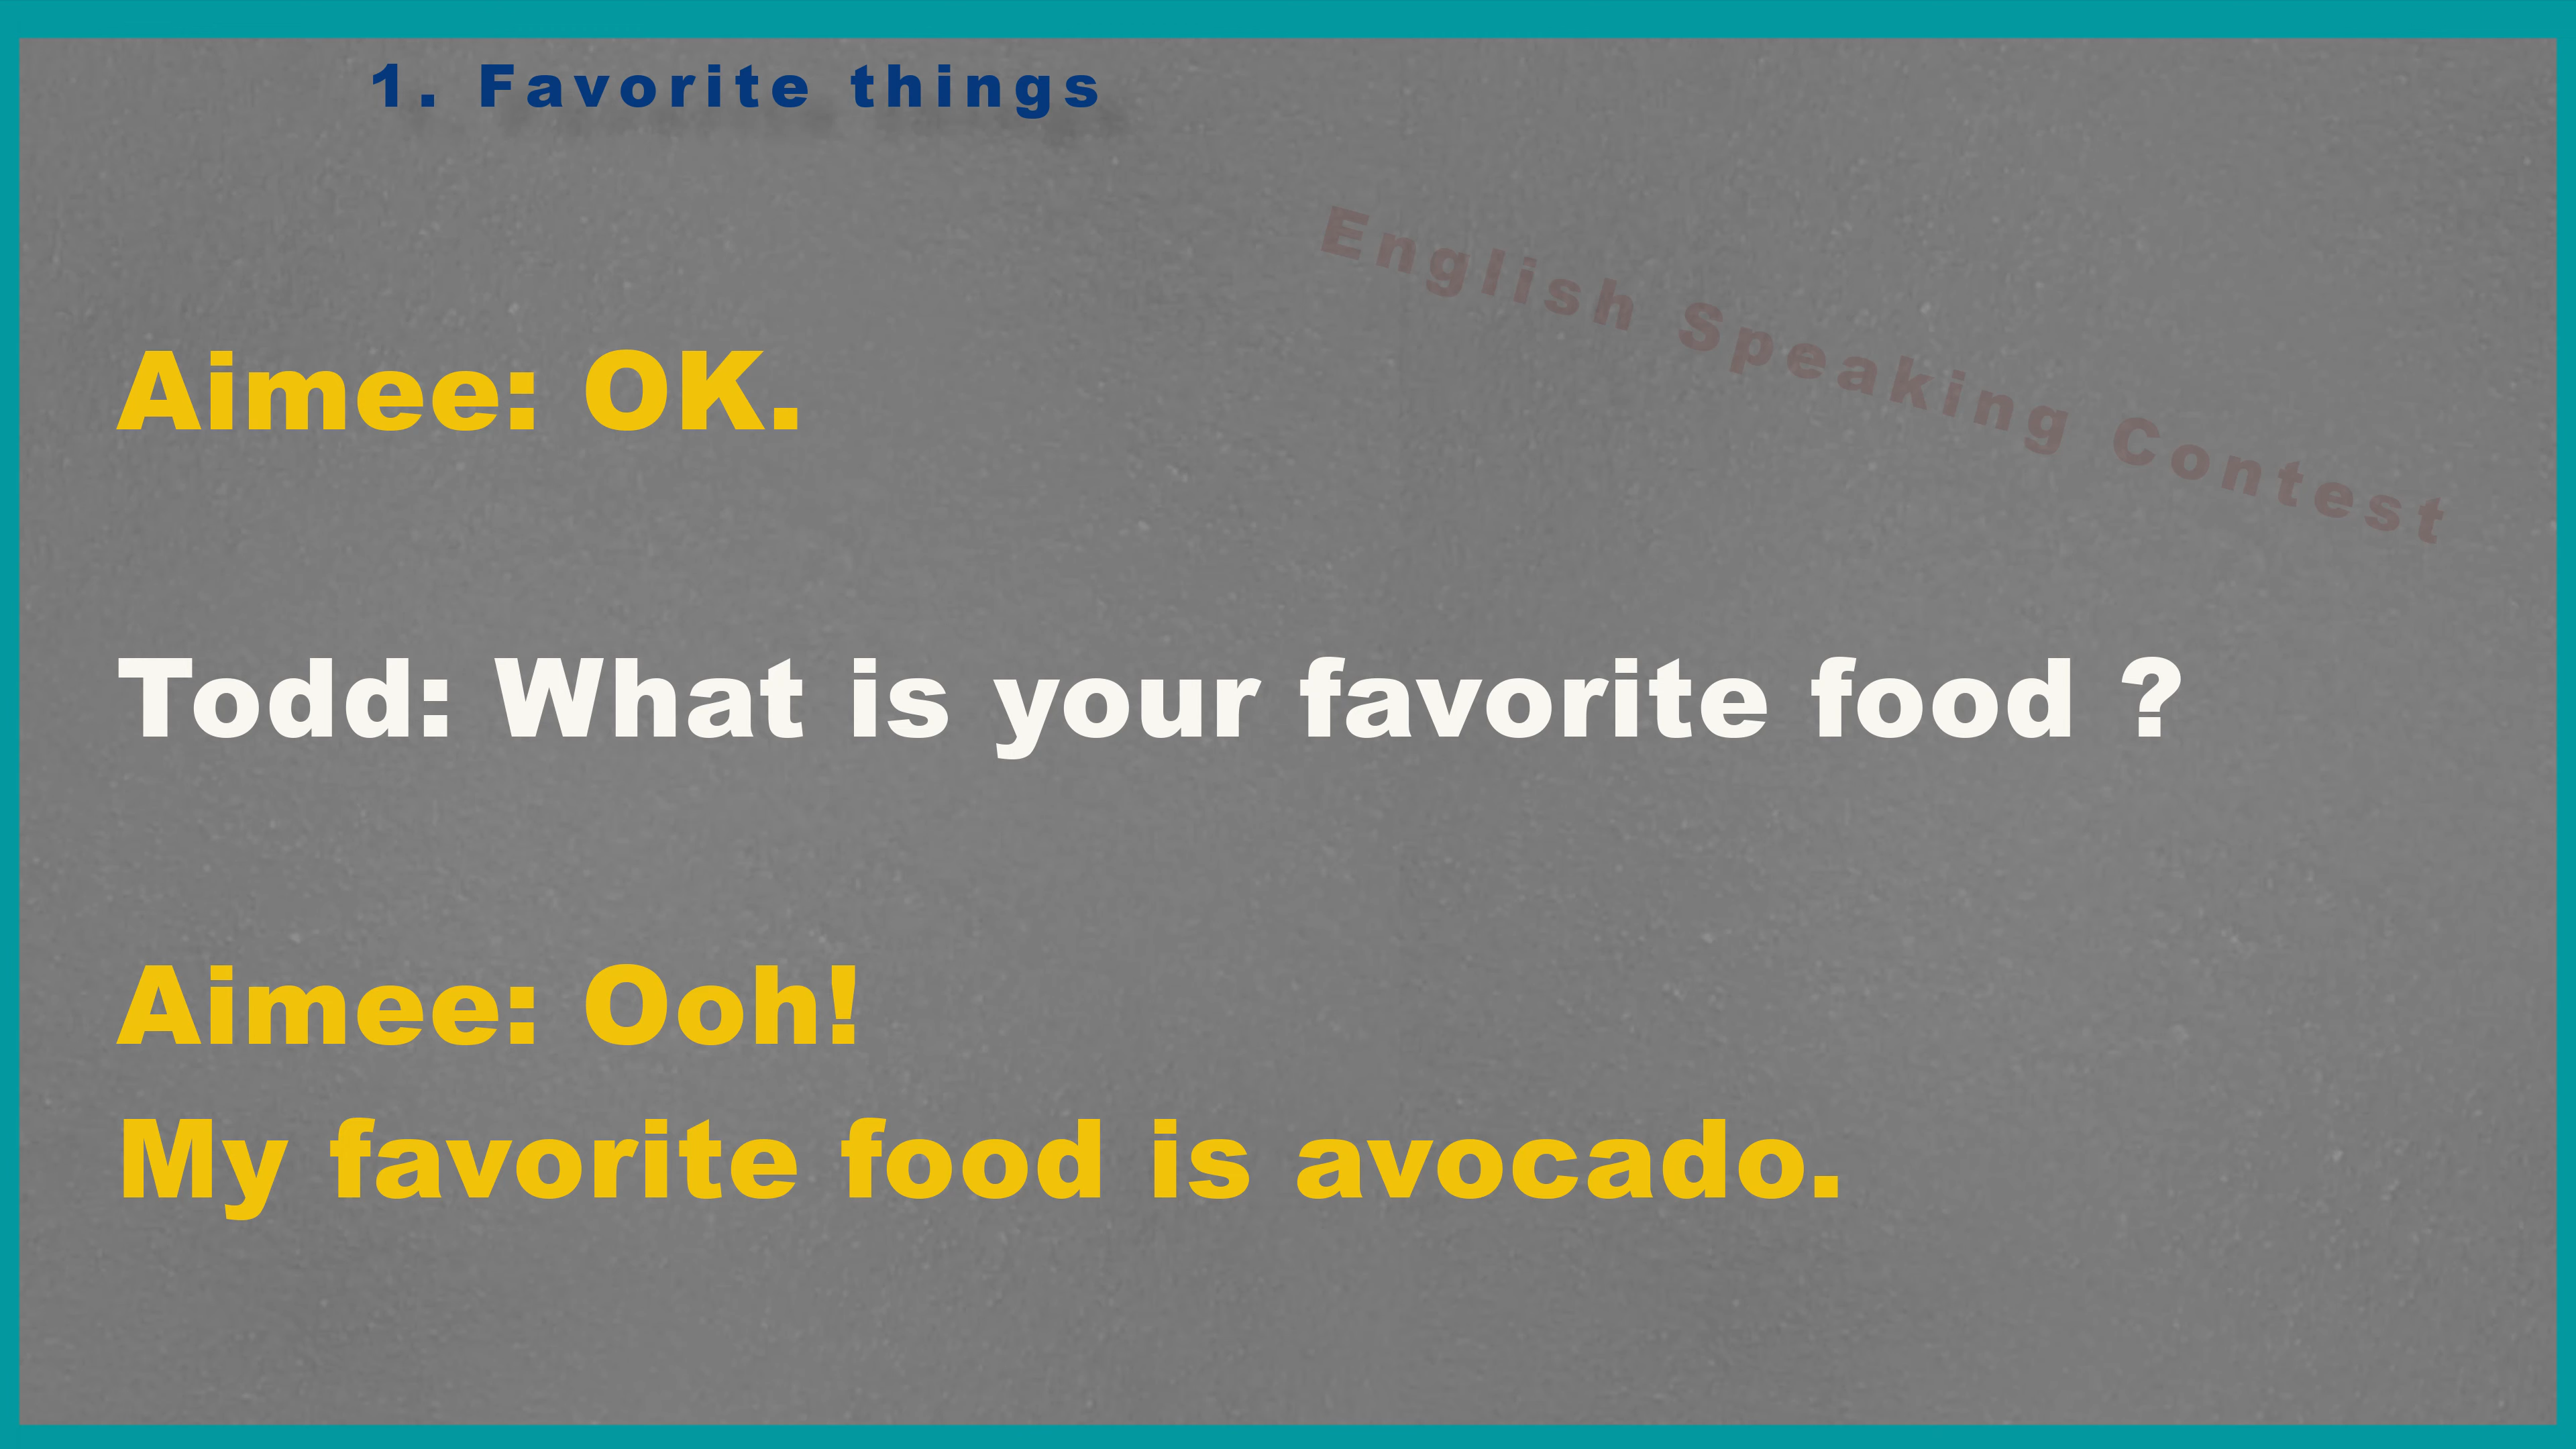 1. Favorite things
English Speaking Contest
Aimee: OK.
Todd: What is your favorite food ?
Aimee: Ooh!
My favorite food is avocado.